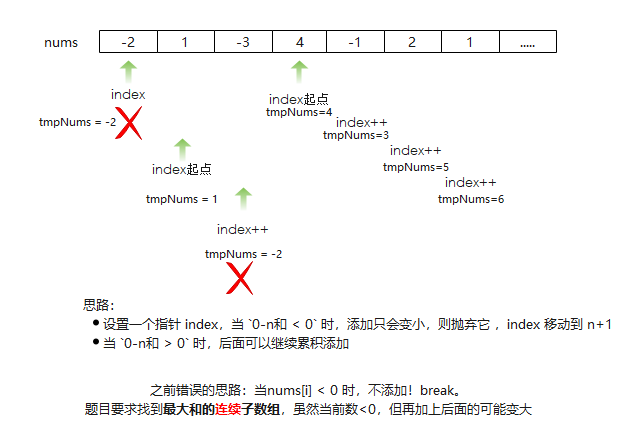 nums -2 1 -3 4 -1 2 1 .....
index
tmpNums = -2
index起点
tmpNums = 1
index++
tmpNums = -2
index起点
tmpNums=4
index++
tmpNums=3
index++
tmpNums=5
index++
tmpNums=6
思路：
● 设置一个指针 index，当 `0-n和 < 0` 时，添加只会变小，则抛弃它 ，index 移动到 n+1
● 当 `0-n和 > 0` 时，后面可以继续累积添加
之前错误的思路：当nums[i] < 0 时，不添加！break。
题目要求找到最大和的连续子数组，虽然当前数<0，但再加上后面的可能变大